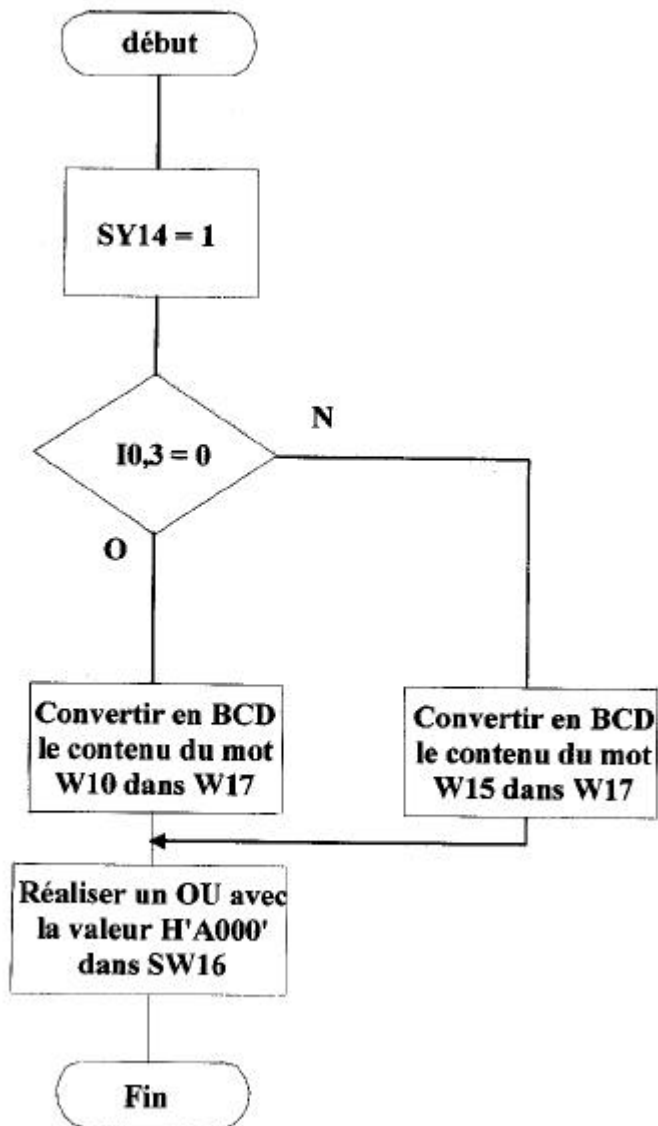 début
SY14 = 1
I0,3 = 0
N
O
Convertir en BCD
le contenu du mot
W10 dans W17
Convertir en BCD
le contenu du mot
W15 dans W17
Réaliser un OU avec
la valeur H'A000'
dans SW16
Fin